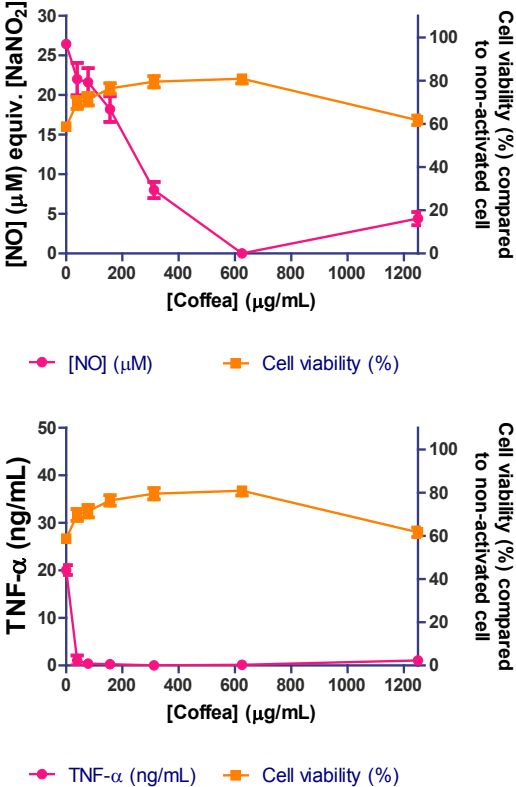 [NO] (μM) equiv. [NaNO₂]
30
25
20
15
10
5
0
0 200 400 600 800 1000 1200
[Coffea] (μg/mL)
100
80
60
40
20
0
Cell viability (%) compared
to non-activated cell
[NO] (μM) Cell viability (%)
TNF-α (ng/mL)
50
40
30
20
10
0
0 200 400 600 800 1000 1200
[Coffea] (μg/mL)
100
80
60
40
20
0
Cell viability (%) compared
to non-activated cell
TNF-α (ng/mL) Cell viability (%)